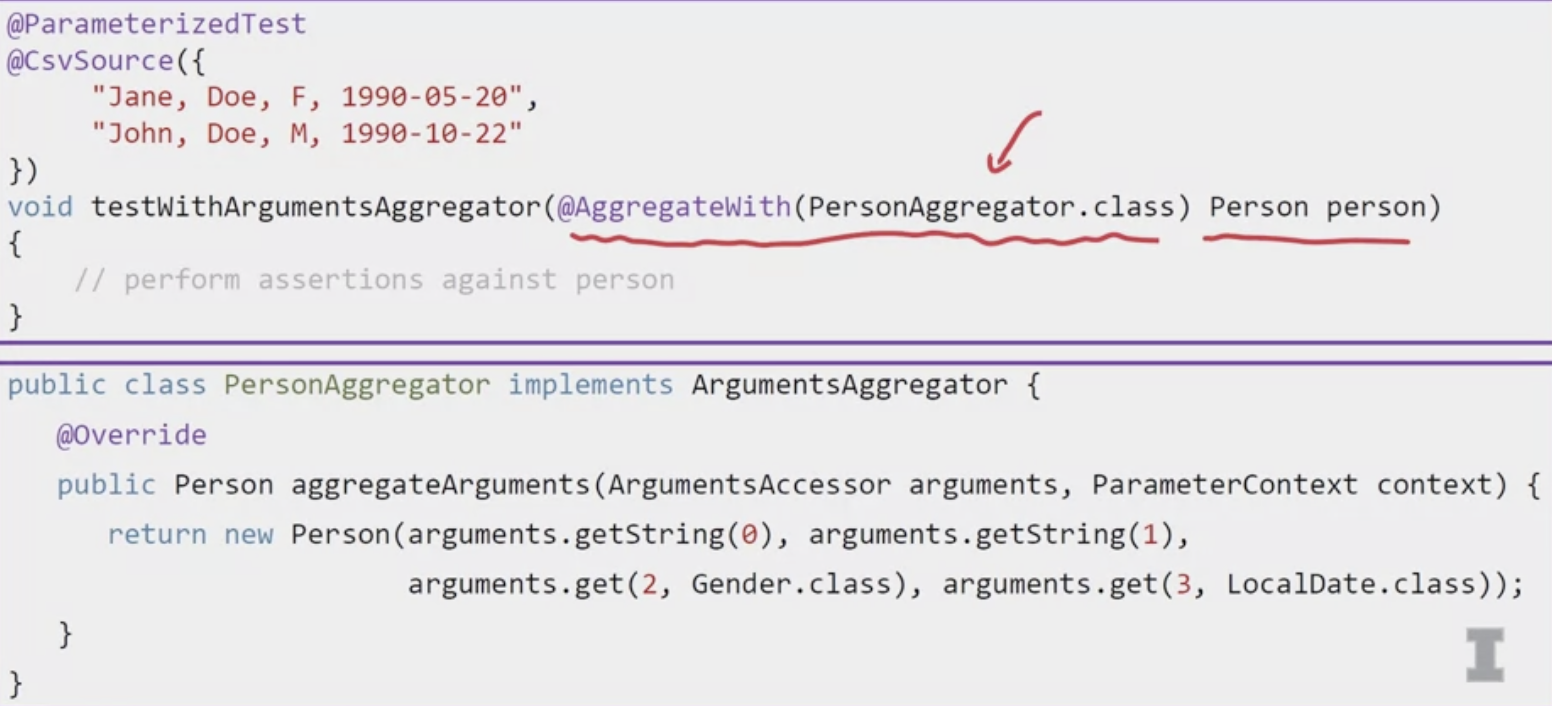 @ParameterizedTest
@CsvSource({
"Jane, Doe, F, 1990-05-20",
"John, Doe, M, 1990-10-22"
})
void testWithArgumentsAggregator(@AggregateWith(PersonAggregator.class) Person person)
{
// perform assertions against person
}
public class PersonAggregator implements ArgumentsAggregator {
@Override
public Person aggregateArguments(ArgumentsAccessor arguments, ParameterContext context) {
return new Person(arguments.getString(0), arguments.getString(1),
arguments.get(2, Gender.class), arguments.get(3, LocalDate.class));
}
}
I